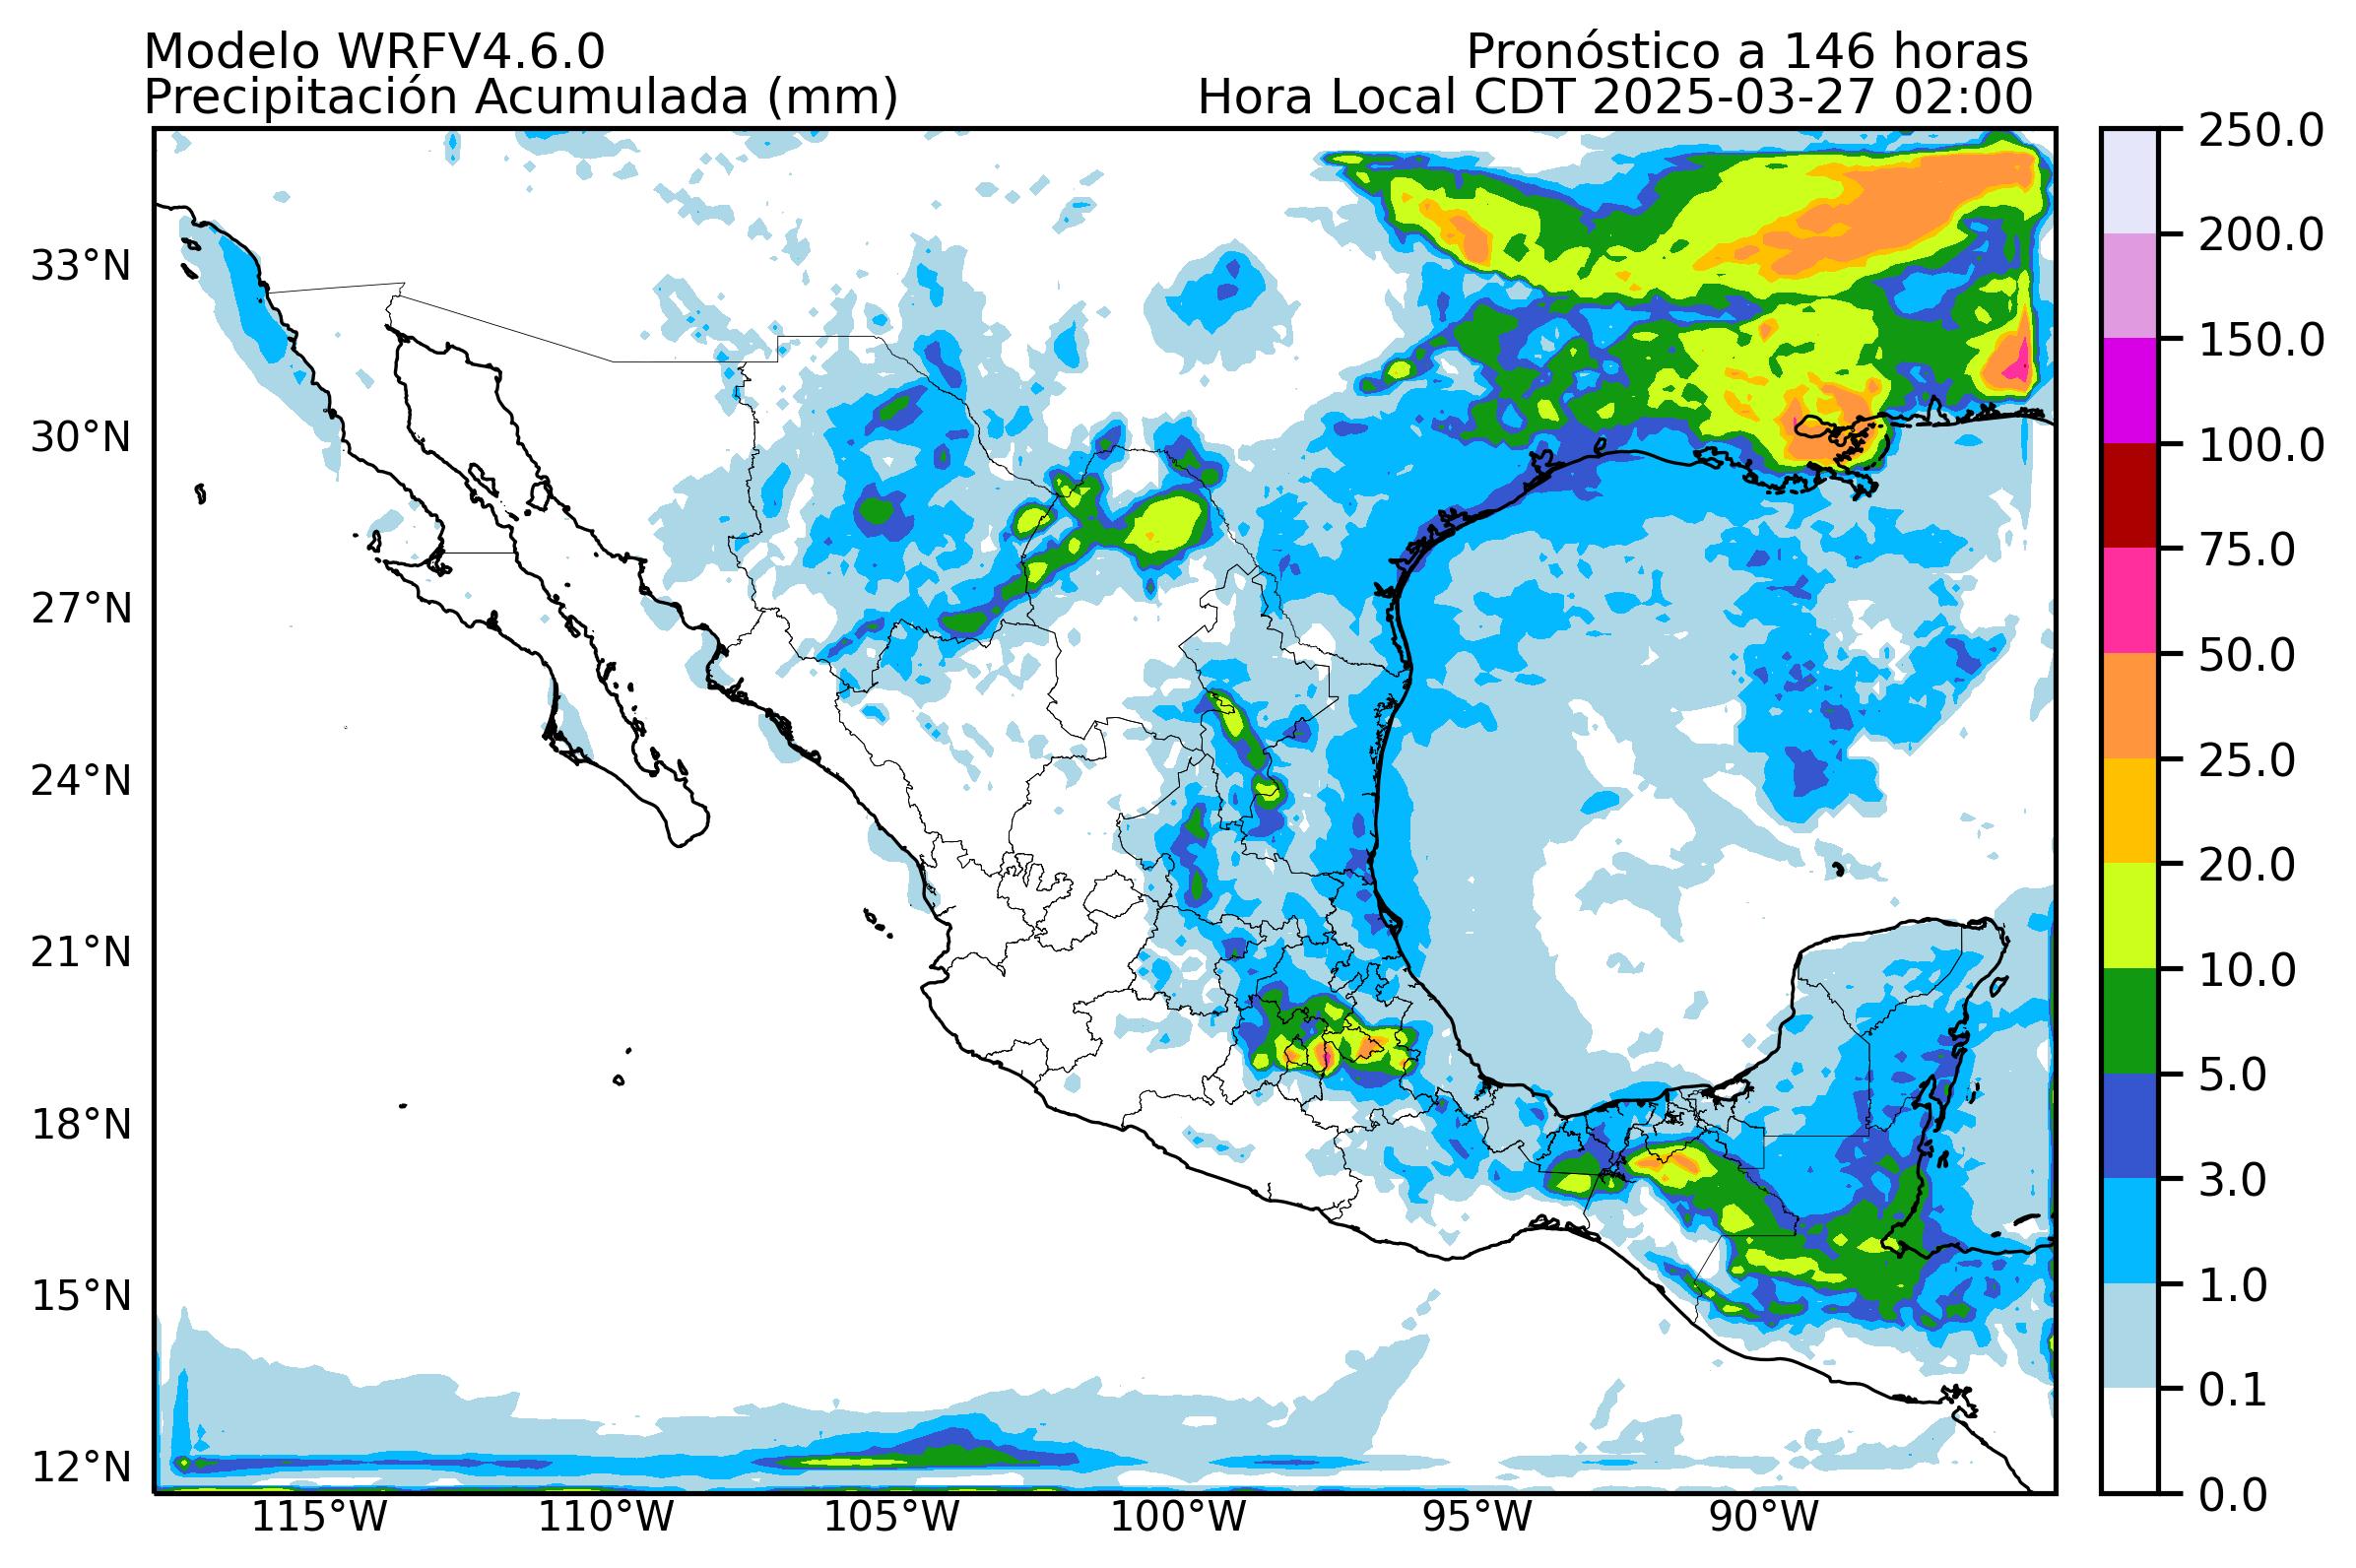 Modelo WRFV4.6.0
Pronóstico a 146 horas
Precipitación Acumulada (mm)
Hora Local CDT 2025-03-27 02:00
33°N
30°N
27°N
24°N
21°N
18°N
15°N
12°N
115°W
110°W
105°W
100°W
95°W
90°W
250.0
200.0
150.0
100.0
75.0
50.0
25.0
20.0
10.0
5.0
3.0
1.0
0.1
0.0